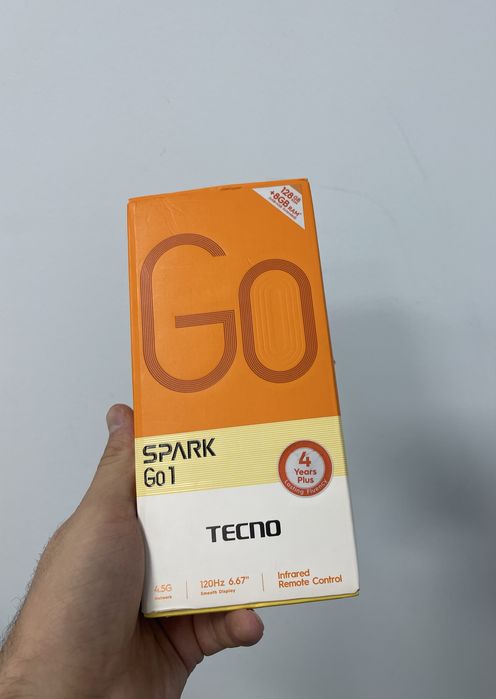 128GB
+8GB RAM*
GO
SPARK
Go 1
4
Years
Plus
Lasting Fluency
TECNO
4.5G
Network
120Hz 6.67"
Smooth Display
Infrared
Remote Control